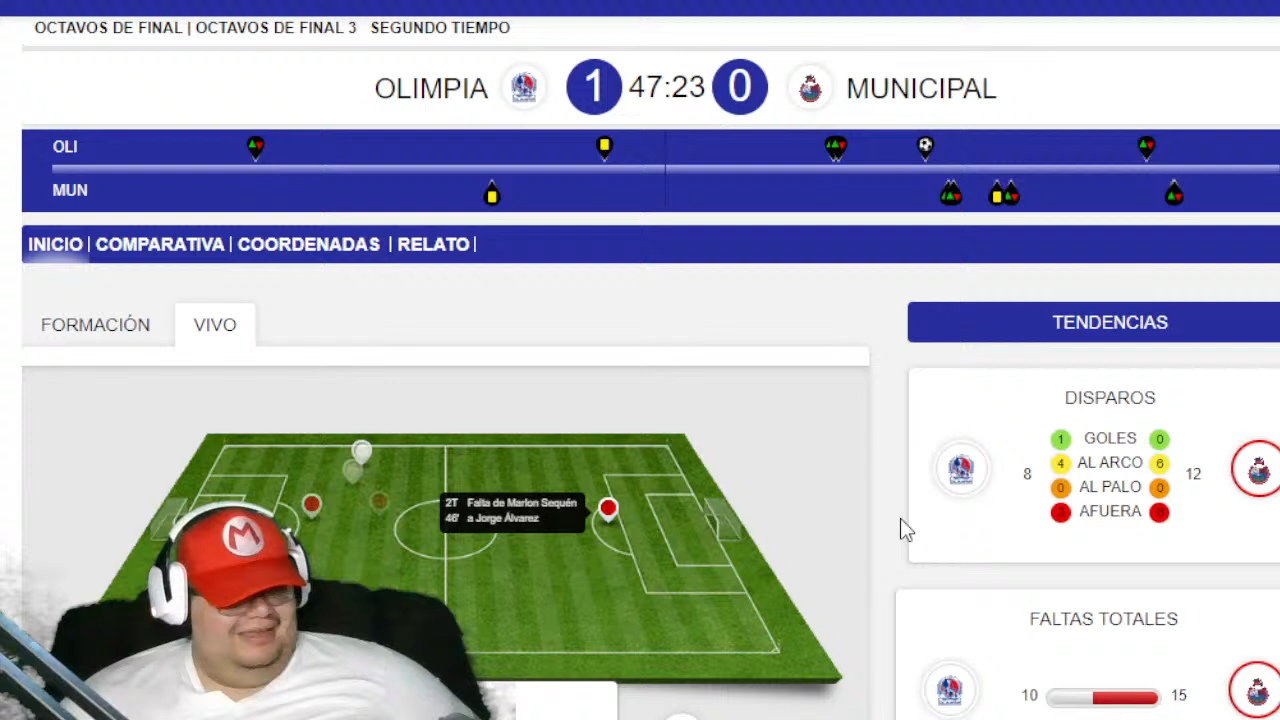 OCTAVOS DE FINAL | OCTAVOS DE FINAL 3 SEGUNDO TIEMPO
OLIMPIA 1 47:23 0 MUNICIPAL
OLI
MUN
INICIO | COMPARATIVA | COORDENADAS | RELATO |
FORMACIÓN VIVO
TENDENCIAS
DISPAROS
1 GOLES 0
8 4 AL ARCO 6 12
0 AL PALO 0
AFUERA
2T Falta de Marlon Sequén
46' a Jorge Álvarez
M
FALTAS TOTALES
10 15